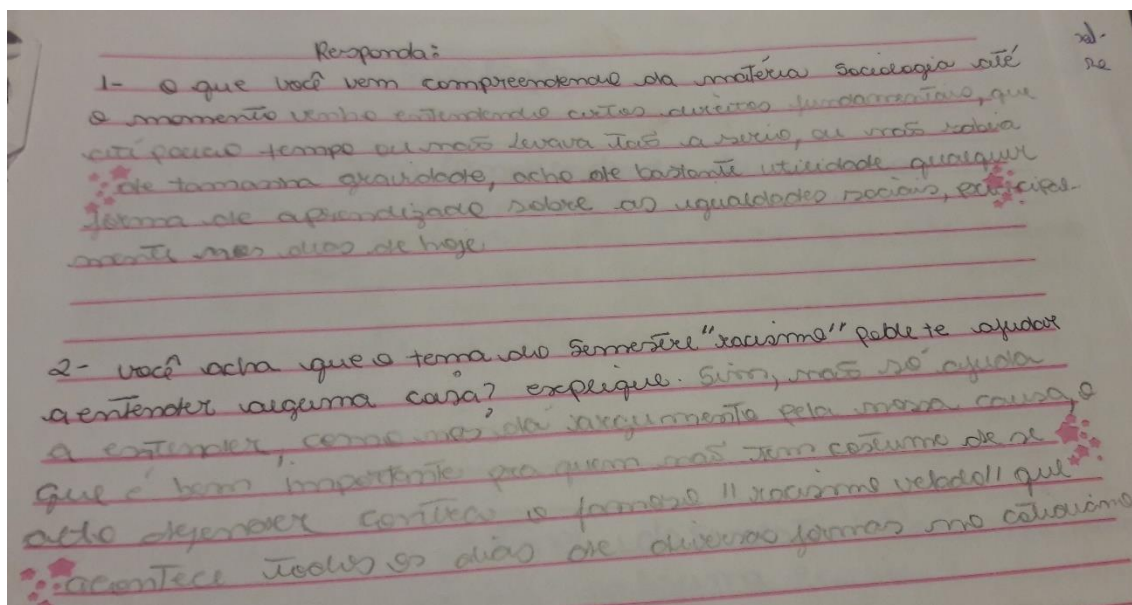 Responda:
1- O que você vem compreendendo da matéria Sociologia até
o momento venho entendendo certos direitos fundamentais, que
até pouco tempo ou não levava tão a serio, ou não sabia
de tamanha gravidade, acho de bastante utilidade qualquer
forma de aprendizado sobre as igualdades sociais, principal-
mente nos dias de hoje
2- você acha que o tema do semestre "racismo" pode te ajudar
a entender alguma coisa? explique. Sim, não só ajuda
a entender, como nos dá argumento pela nossa causa, o
que é bem importante pra quem não tem costume de se
auto defender contra o famoso "racismo velado" que
acontece todos os dias de diversas formas no cotidiano